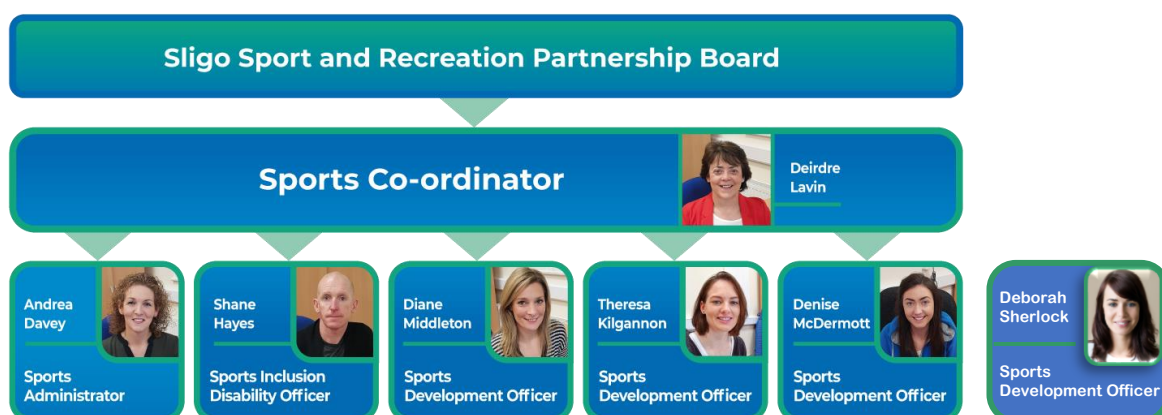 Sligo Sport and Recreation Partnership Board
Sports Co-ordinator
Deirdre
Lavin
Andrea
Davey
Sports
Administrator
Shane
Hayes
Sports Inclusion
Disability Officer
Diane
Middleton
Sports
Development Officer
Theresa
Kilgannon
Sports
Development Officer
Denise
McDermott
Sports
Development Officer
Deborah
Sherlock
Sports
Development Officer